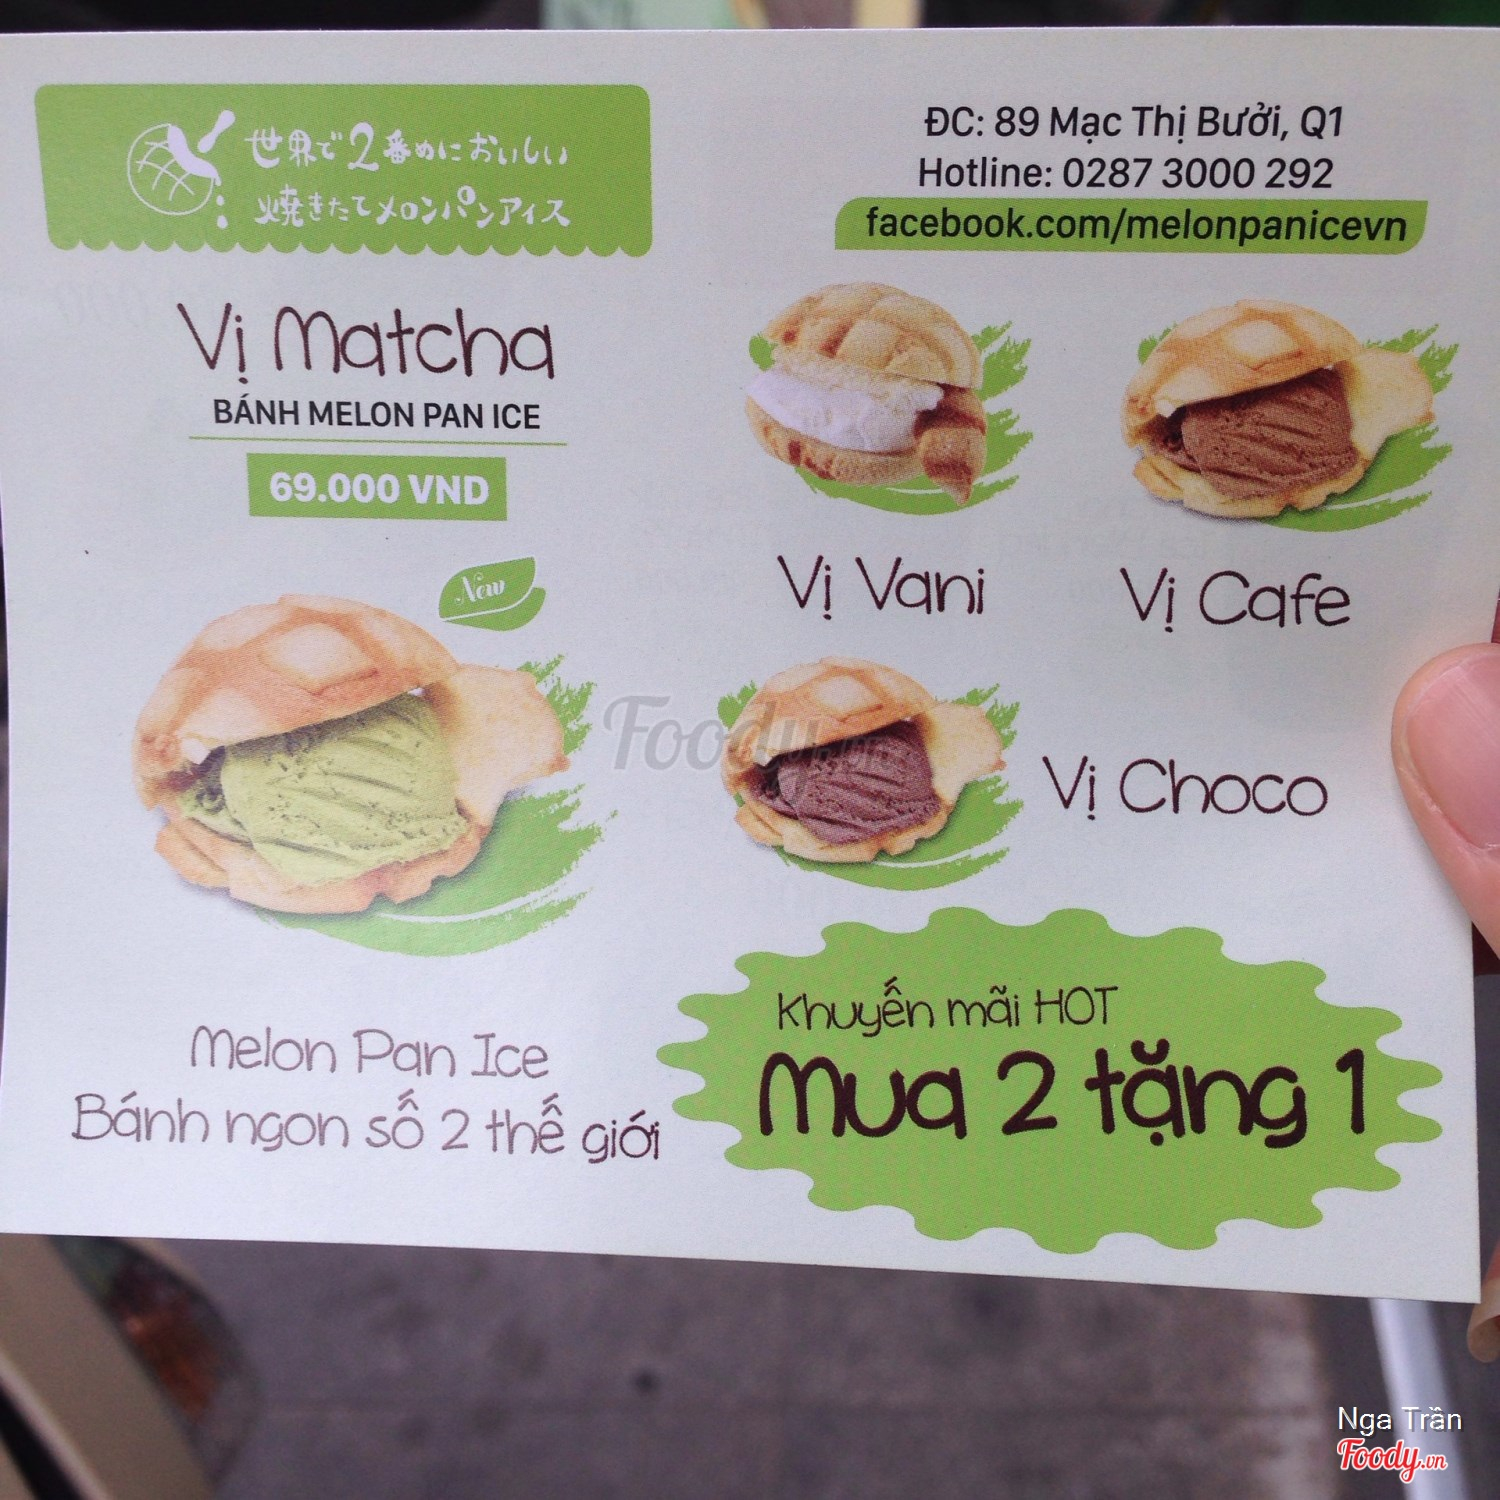 世界で2番めにおいしい
焼きたてメロンパンアイス
ĐC: 89 Mạc Thị Bưởi, Q1
Hotline: 0287 3000 292
facebook.com/melonpanicevn
Vị Matcha
BÁNH MELON PAN ICE
69.000 VND
New
Vị Vani
Vị Cafe
Vị Choco
Foody.vn
Melon Pan Ice
Bánh ngon số 2 thế giới
Khuyến mãi HOT
Mua 2 tặng 1
Nga Trần
Foody.vn